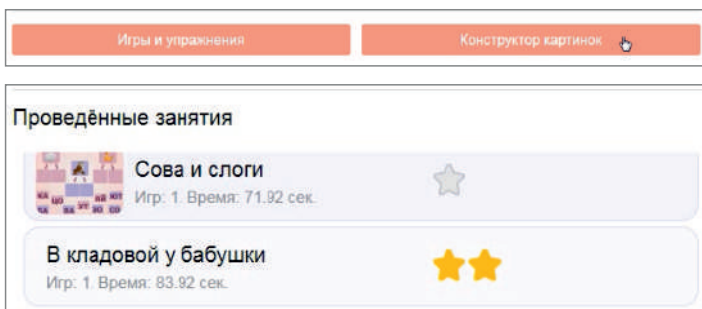 Игры и упражнения
Конструктор картинок
Проведённые занятия
Сова и слоги
Игр: 1. Время: 71.92 сек.
В кладовой у бабушки
Игр: 1. Время: 83.92 сек.